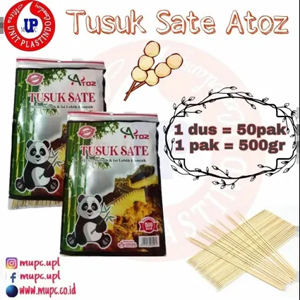 UP
Tusuk Sate Atoz
1 dus = 50pak
1 pak = 500gr
Atoz
TUSUK SATE
Atoz
TUSUK SATE
mupc.upl
mupc.upl
www.mupc.co.id